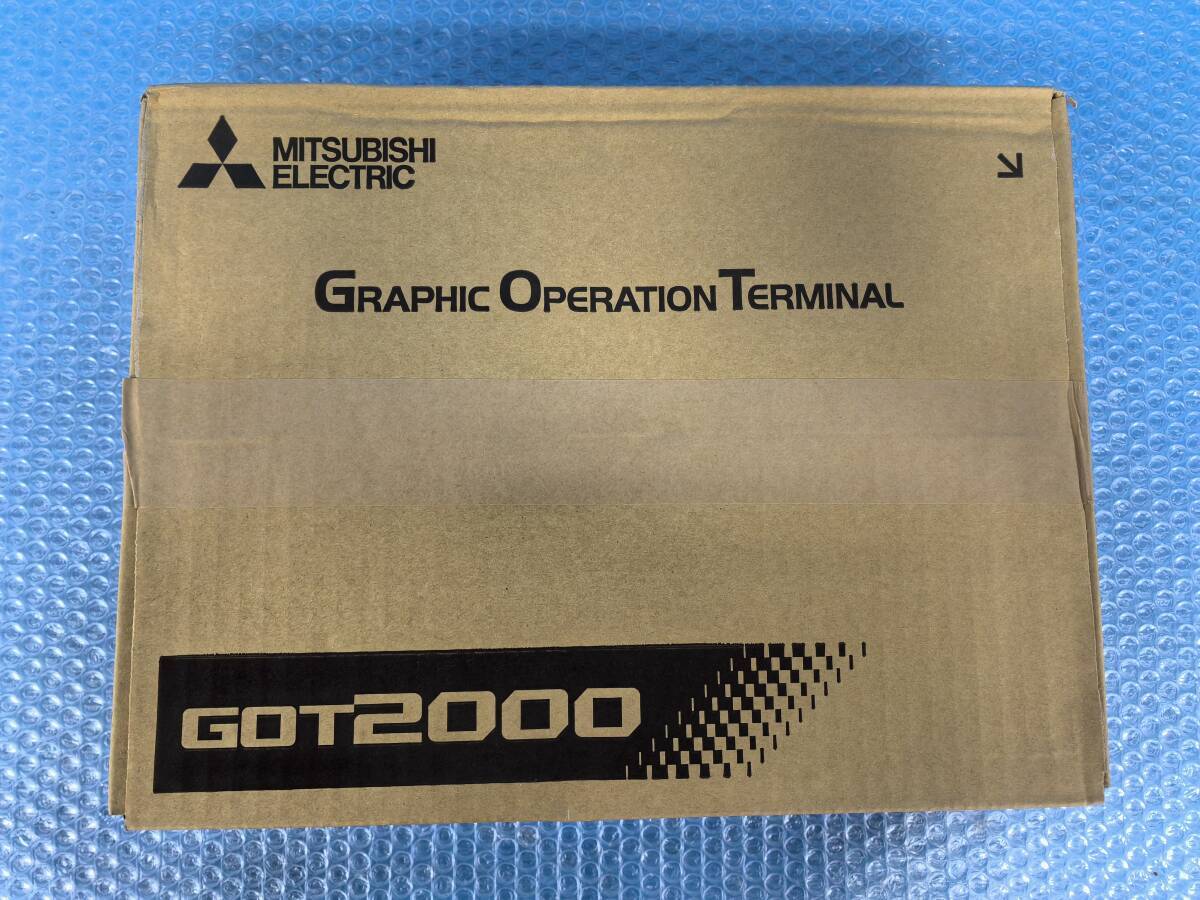 MITSUBISHI
ELECTRIC
GRAPHIC OPERATION TERMINAL
GOT2000